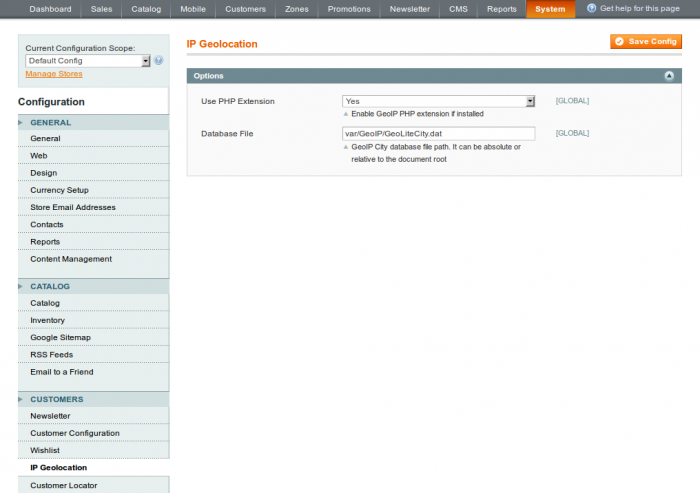 Dashboard Sales Catalog Mobile Customers Zones Promotions Newsletter CMS Reports System Get help for this page
Current Configuration Scope:
Default Config
Manage Stores
Configuration
GENERAL
General
Web
Design
Currency Setup
Store Email Addresses
Contacts
Reports
Content Management
CATALOG
Catalog
Inventory
Google Sitemap
RSS Feeds
Email to a Friend
CUSTOMERS
Newsletter
Customer Configuration
Wishlist
IP Geolocation
Customer Locator
IP Geolocation Save Config
Options
Use PHP Extension Yes [GLOBAL]
Enable GeoIP PHP extension if installed
Database File var/GeoIP/GeoLiteCity.dat [GLOBAL]
GeoIP City database file path. It can be absolute or
relative to the document root